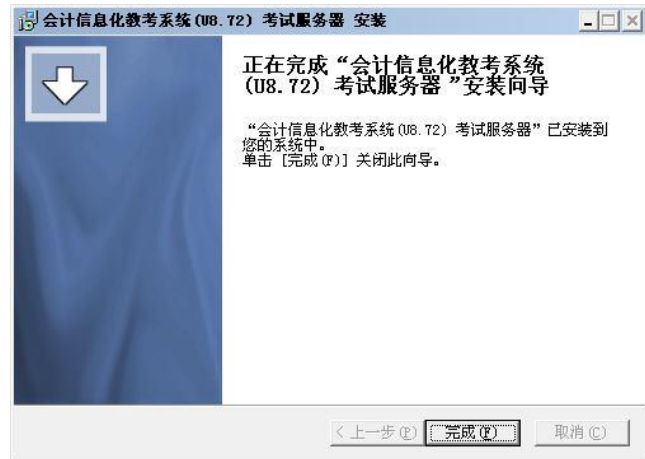 会计信息化教考系统(U8.72) 考试服务器 安装
正在完成“会计信息化教考系统
(U8.72) 考试服务器 ”安装向导
“会计信息化教考系统(U8.72) 考试服务器”已安装到
您的系统中。
单击 [完成(F)] 关闭此向导。
< 上一步(P) 完成(F) 取消(C)